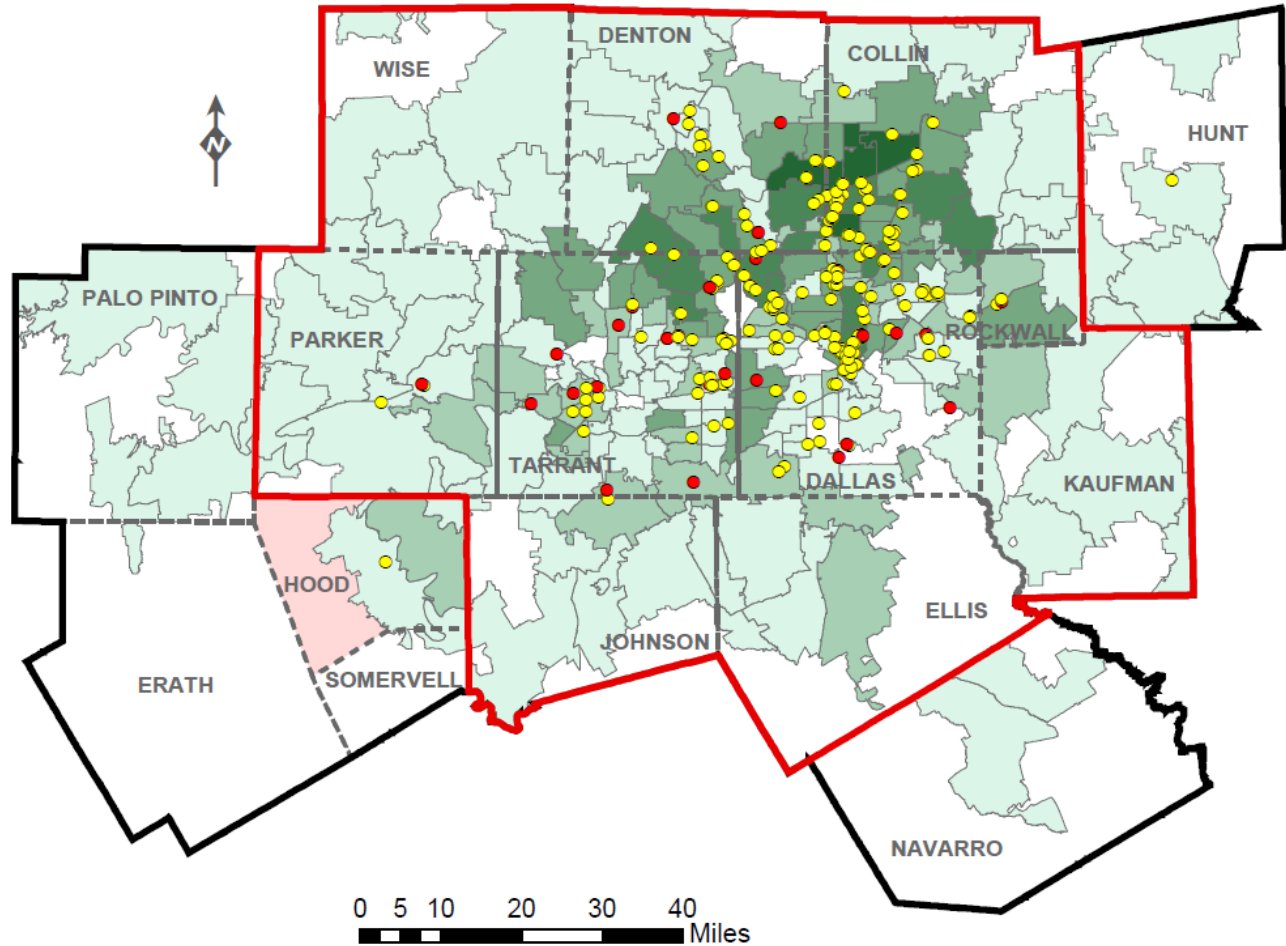 DENTON
COLLIN
WISE
HUNT
N
PALO PINTO
PARKER
ROCKWALL
TARRANT
DALLAS
KAUFMAN
HOOD
ELLIS
JOHNSON
ERATH
SOMERVELL
NAVARRO
0 5 10 20 30 40
Miles